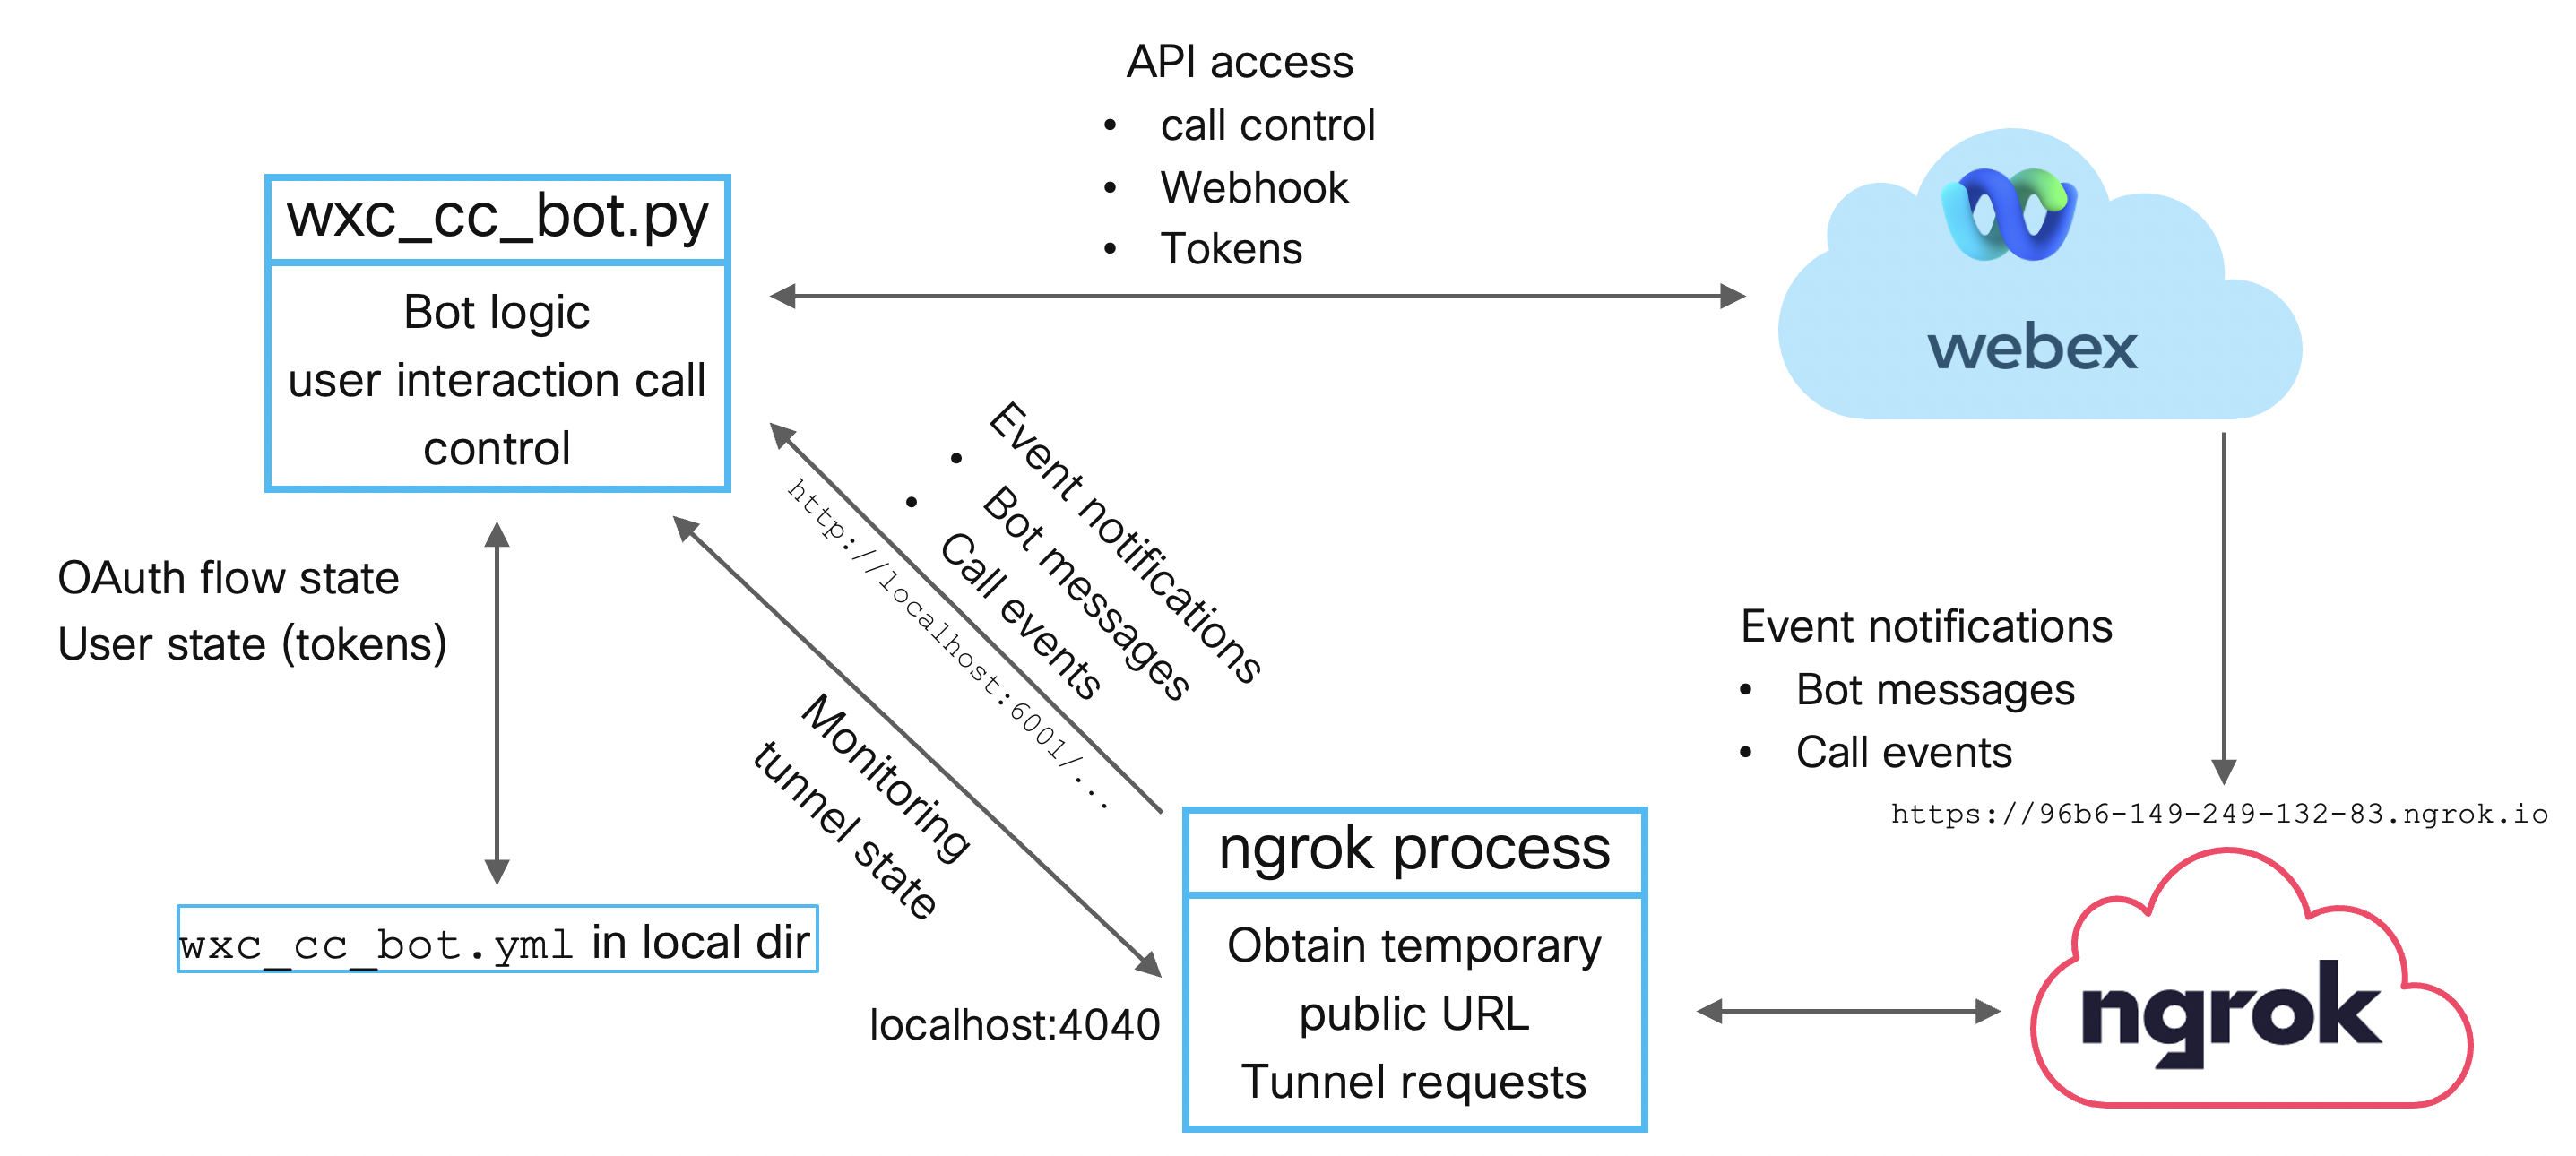 API access
• call control
• Webhook
• Tokens
wxc_cc_bot.py
Bot logic
user interaction call
control
webex
OAuth flow state
User state (tokens)
Event notifications
• Bot messages
• Call events
http://localhost:6001/...
Monitoring
tunnel state
Event notifications
• Bot messages
• Call events
https://96b6-149-249-132-83.ngrok.io
wxc_cc_bot.yml in local dir
localhost:4040
ngrok process
Obtain temporary
public URL
Tunnel requests
ngrok